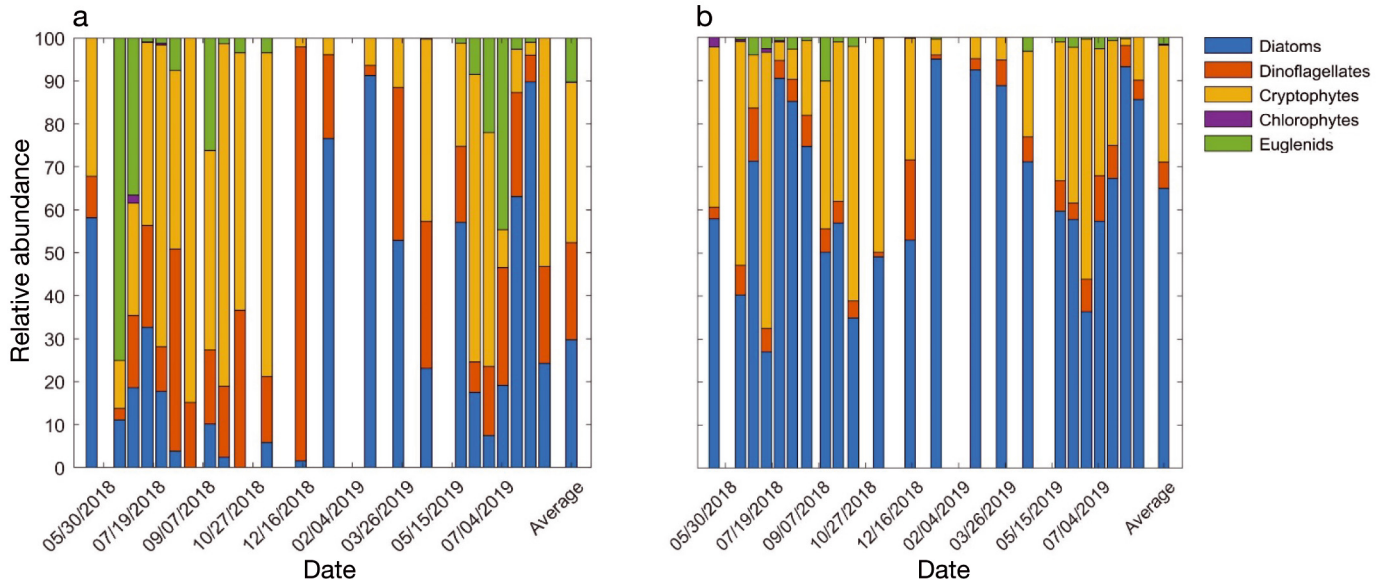 a
b
100
90
80
70
60
50
40
30
20
10
0
Relative abundance
05/30/2018
07/19/2018
09/07/2018
10/27/2018
12/16/2018
02/04/2019
03/26/2019
05/15/2019
07/04/2019
Average
Date
05/30/2018
07/19/2018
09/07/2018
10/27/2018
12/16/2018
02/04/2019
03/26/2019
05/15/2019
07/04/2019
Average
Date
Diatoms
Dinoflagellates
Cryptophytes
Chlorophytes
Euglenids